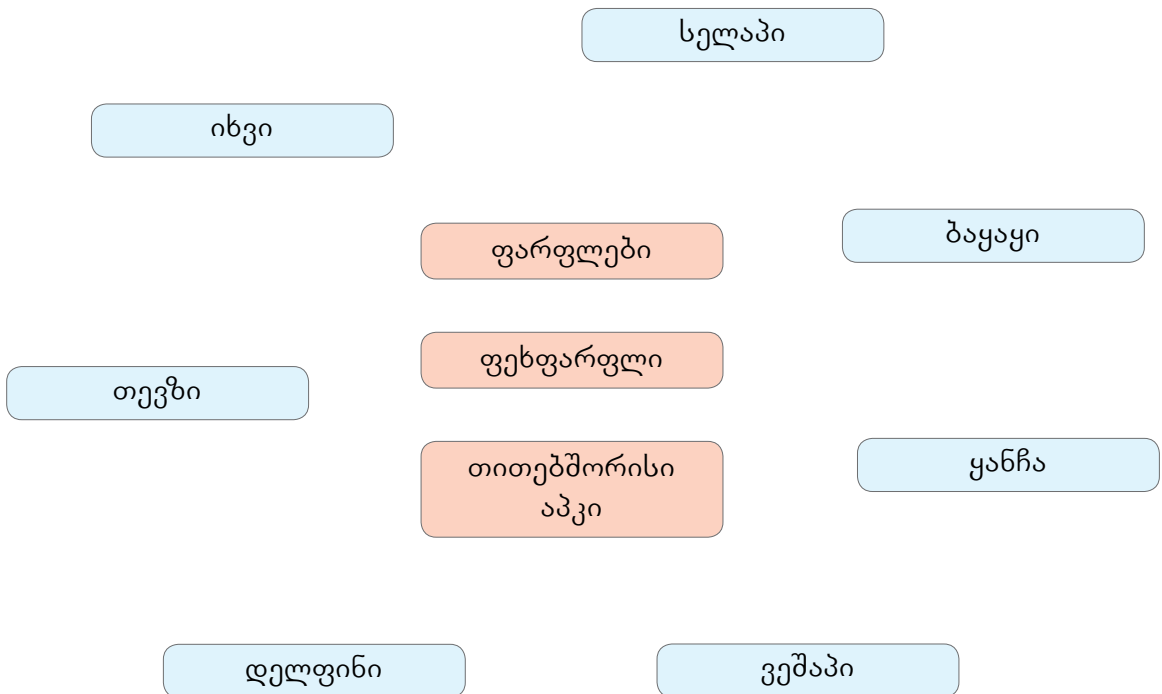 სელაპი
იხვი
ბაყაყი
ფარფლები
ფეხფარფლი
თევზი
ყანჩა
თითებშორისი
აპკი
დელფინი
ვეშაპი